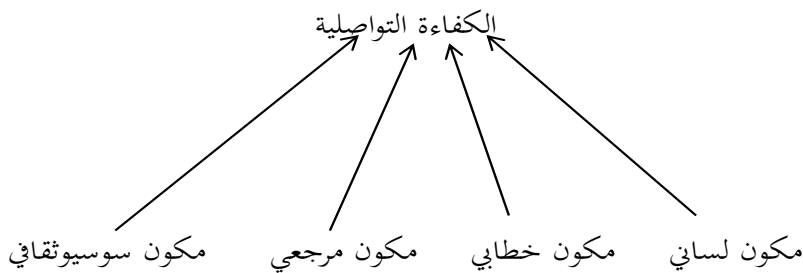 الكفاءة التواصلية
مكون لساني مكون خطابي مكون مرجعي مكون سوسيوثقافي